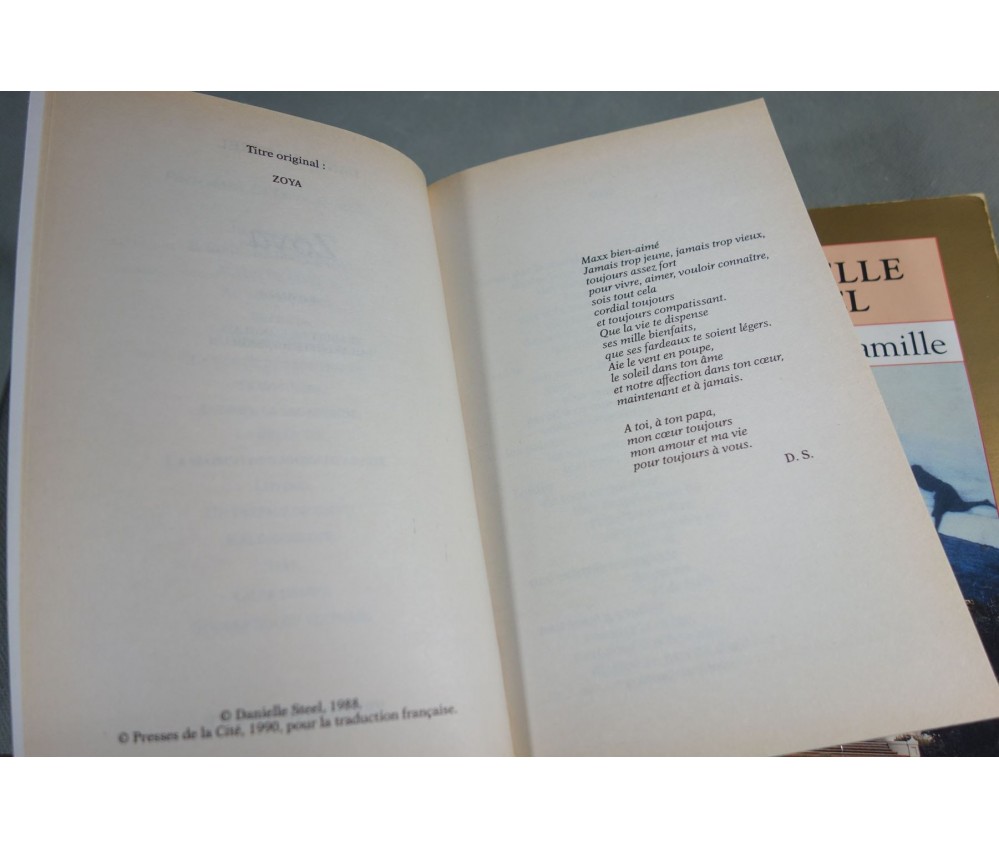 Titre original :
ZOYA
© Danielle Steel, 1988.
© Presses de la Cité, 1990, pour la traduction française.
Maxx bien-aimé
Jamais trop jeune, jamais trop vieux,
toujours assez fort
pour vivre, aimer, vouloir connaître,
sois tout cela
cordial toujours
et toujours compatissant.
Que la vie te dispense
ses mille bienfaits,
que ses fardeaux te soient légers.
Aie le vent en poupe,
le soleil dans ton âme
et notre affection dans ton cœur,
maintenant et à jamais.
A toi, à ton papa,
mon cœur toujours
mon amour et ma vie
pour toujours à vous.
D. S.
ELLE
EL
amille